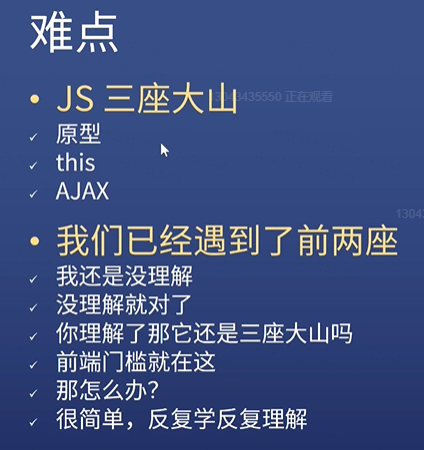 难点
JS 三座大山
原型
this
AJAX
我们已经遇到了前两座
我还是没理解
没理解就对了
你理解了那它还是三座大山吗
前端门槛就在这
那怎么办？
很简单，反复学反复理解
正在观看